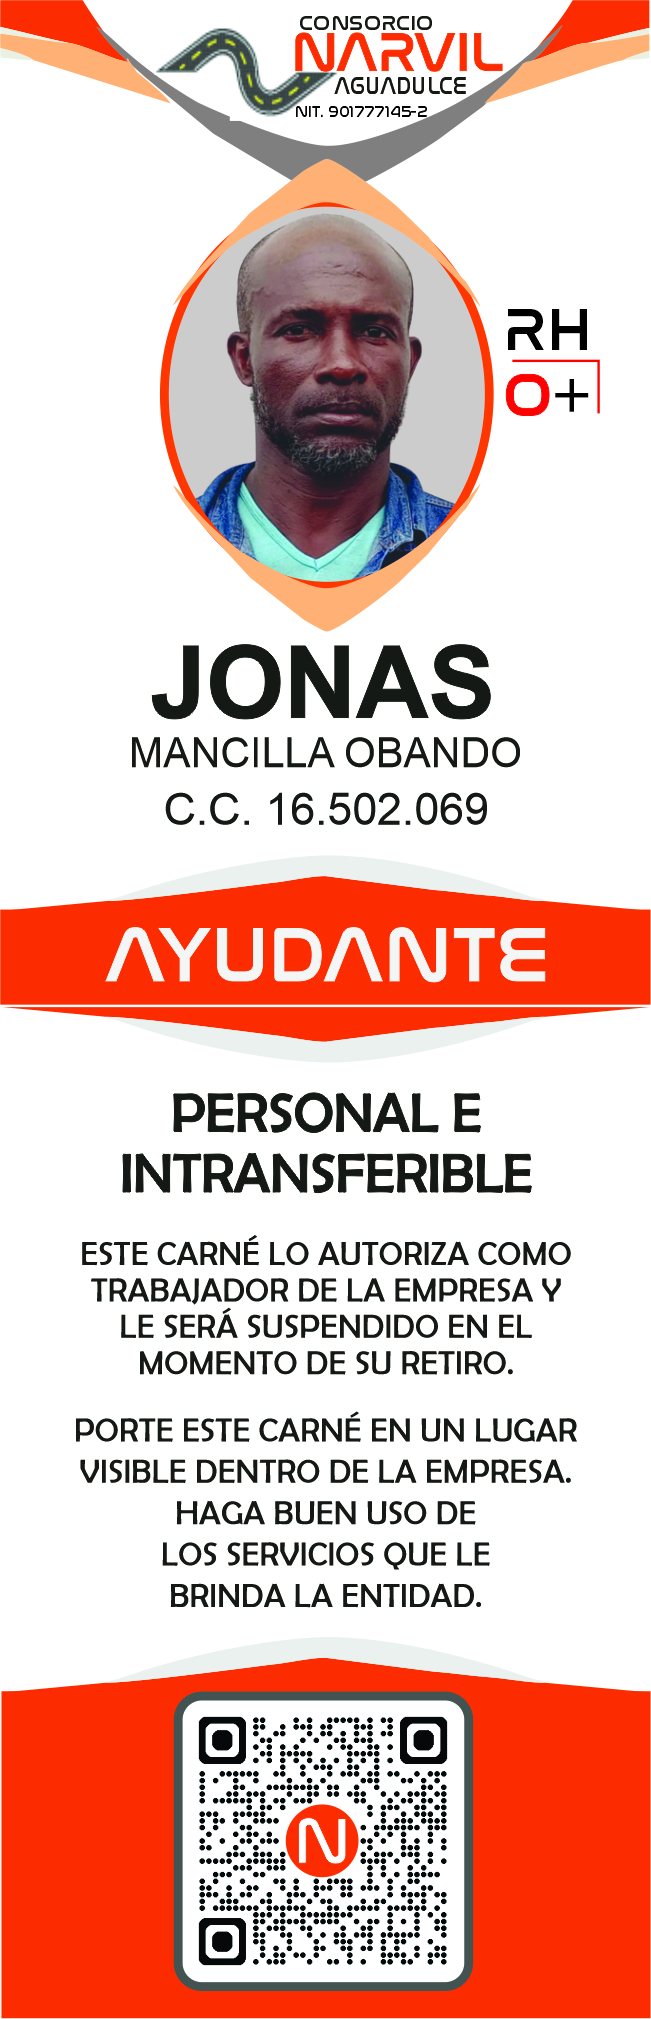 CONSORCIO
NARVIL
AGUADULCE
NIT. 901777145-2
RH
O+
JONAS
MANCILLA OBANDO
C.C. 16.502.069
AYUDANTE
PERSONAL E
INTRANSFERIBLE
ESTE CARNÉ LO AUTORIZA COMO
TRABAJADOR DE LA EMPRESA Y
LE SERÁ SUSPENDIDO EN EL
MOMENTO DE SU RETIRO.
PORTE ESTE CARNÉ EN UN LUGAR
VISIBLE DENTRO DE LA EMPRESA.
HAGA BUEN USO DE
LOS SERVICIOS QUE LE
BRINDA LA ENTIDAD.
N